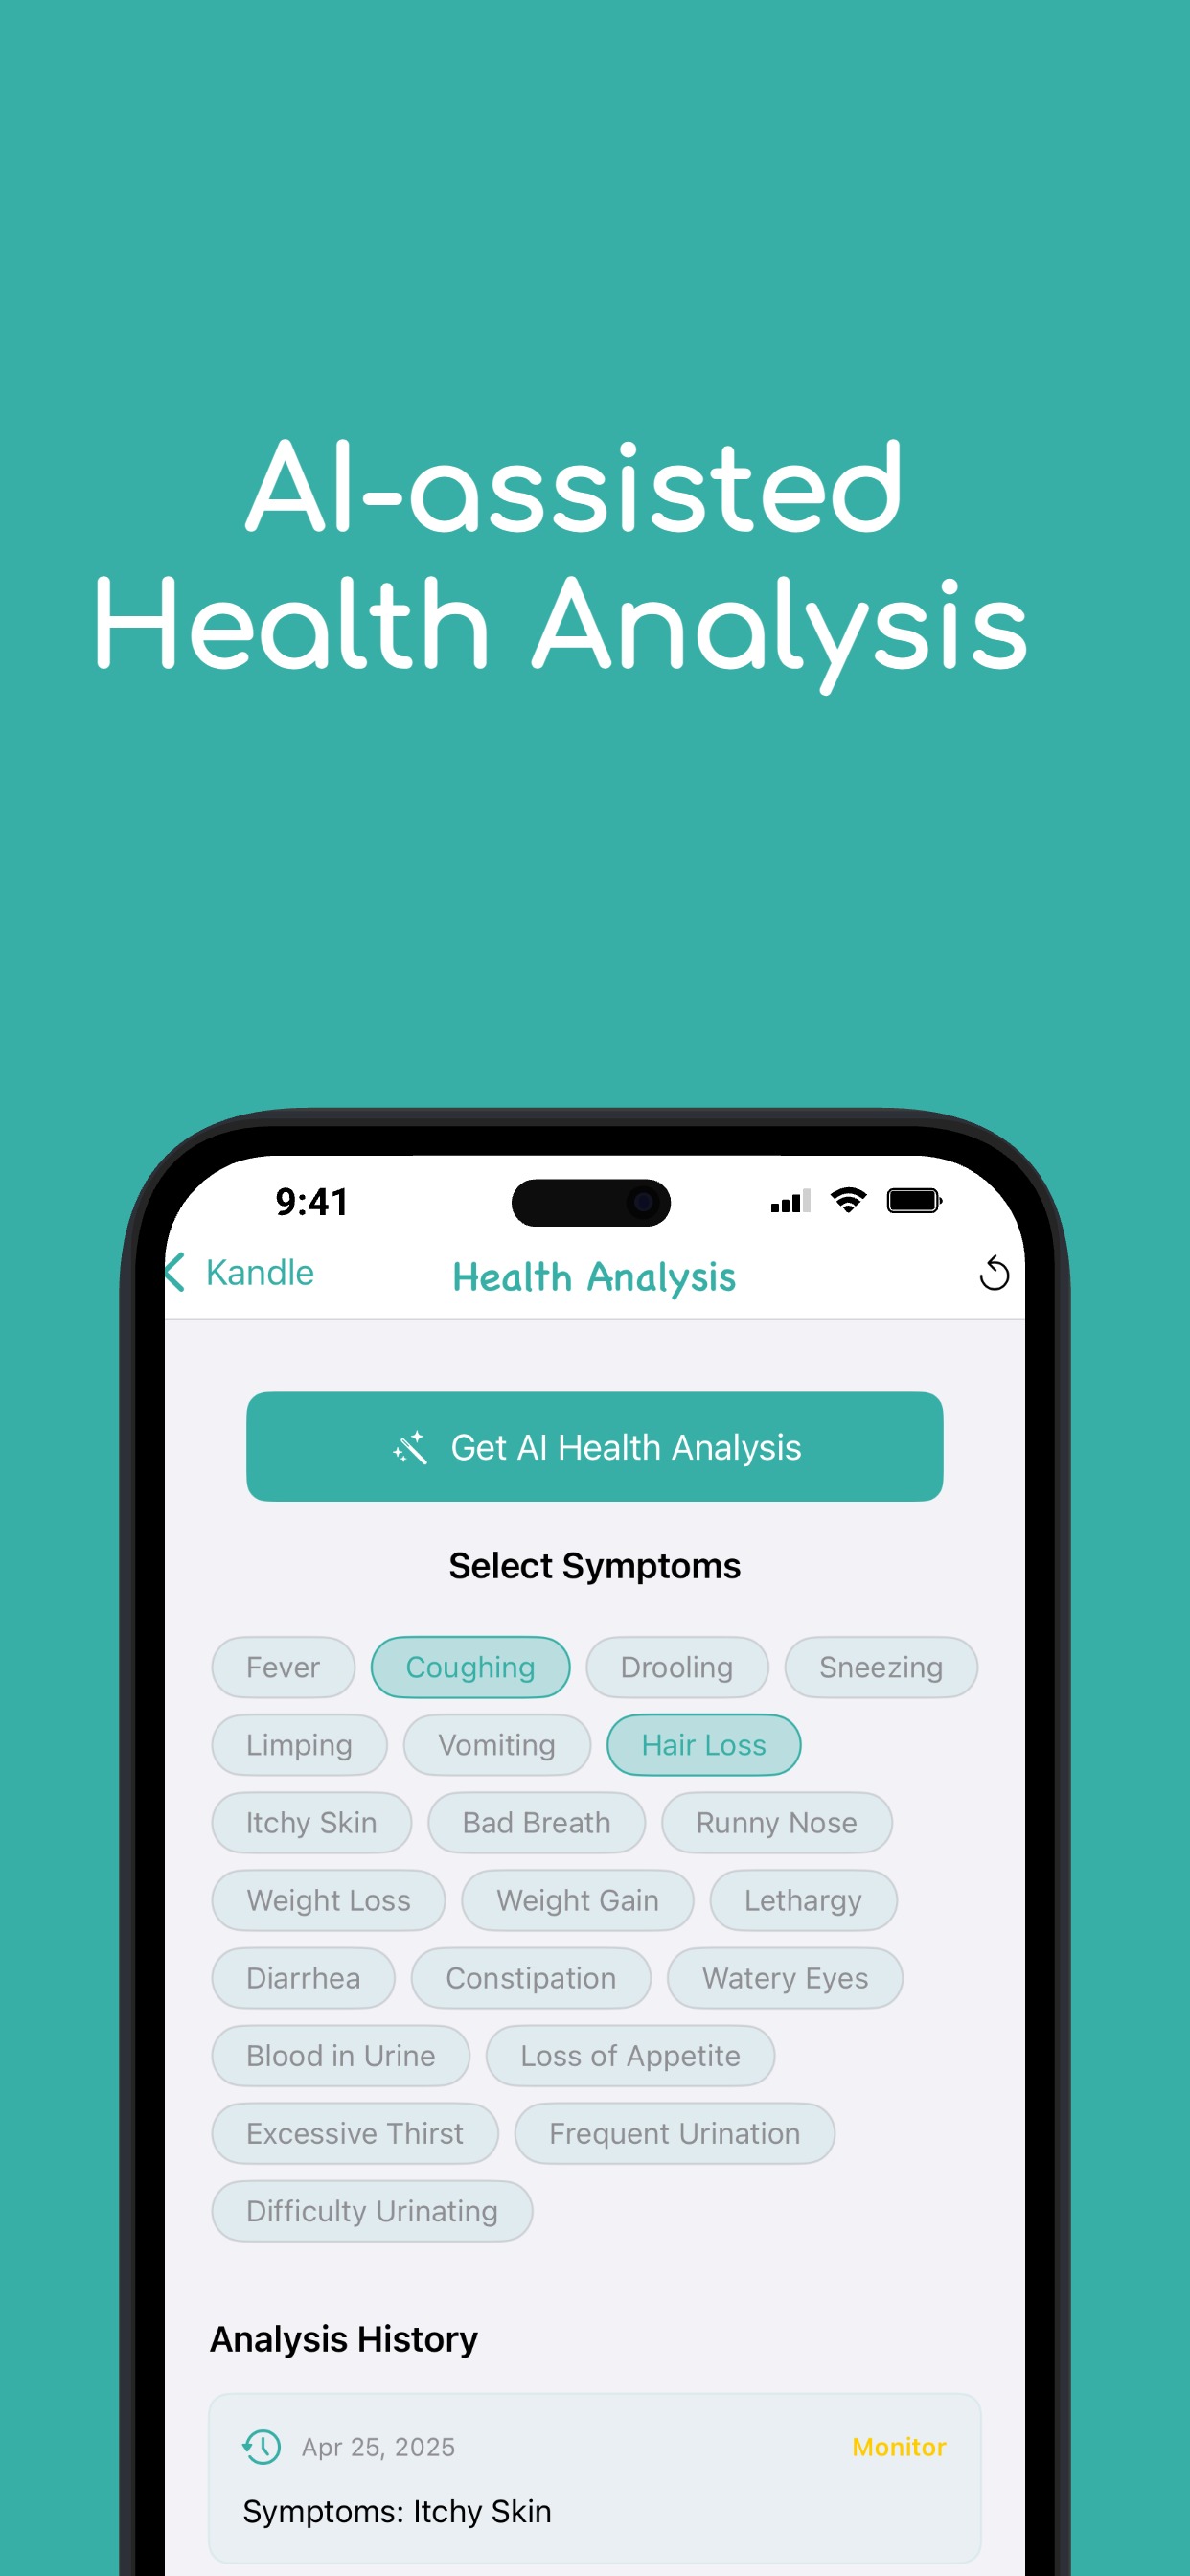 AI-assisted
Health Analysis
9:41
Kandle Health Analysis
Get AI Health Analysis
Select Symptoms
Fever Coughing Drooling Sneezing
Limping Vomiting Hair Loss
Itchy Skin Bad Breath Runny Nose
Weight Loss Weight Gain Lethargy
Diarrhea Constipation Watery Eyes
Blood in Urine Loss of Appetite
Excessive Thirst Frequent Urination
Difficulty Urinating
Analysis History
Apr 25, 2025 Monitor
Symptoms: Itchy Skin